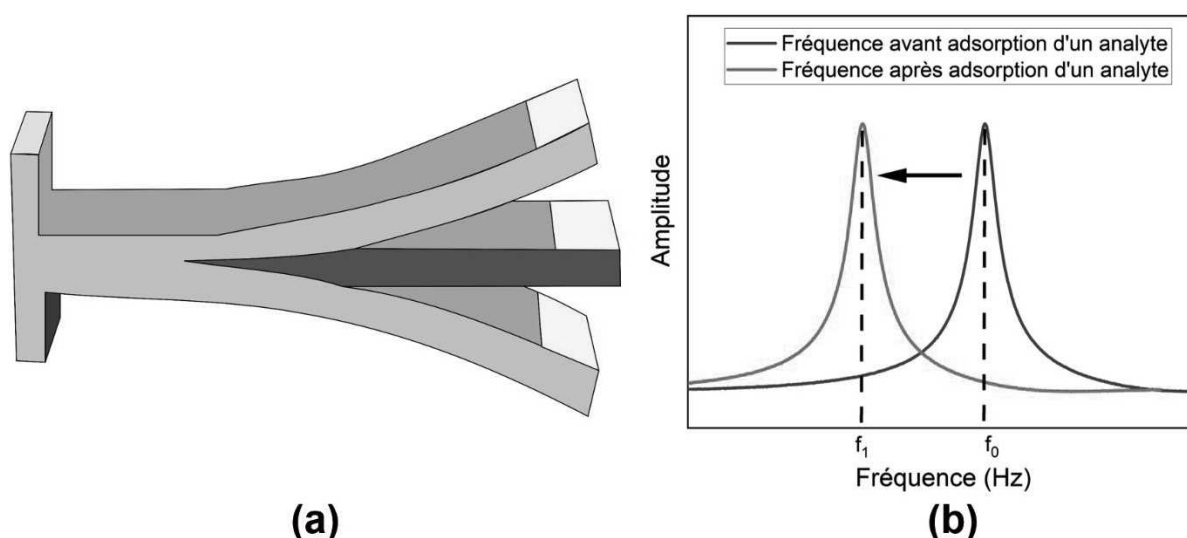 Fréquence avant adsorption d'un analyte
Fréquence après adsorption d'un analyte
Amplitude
f₁ f₀
Fréquence (Hz)
(a) (b)